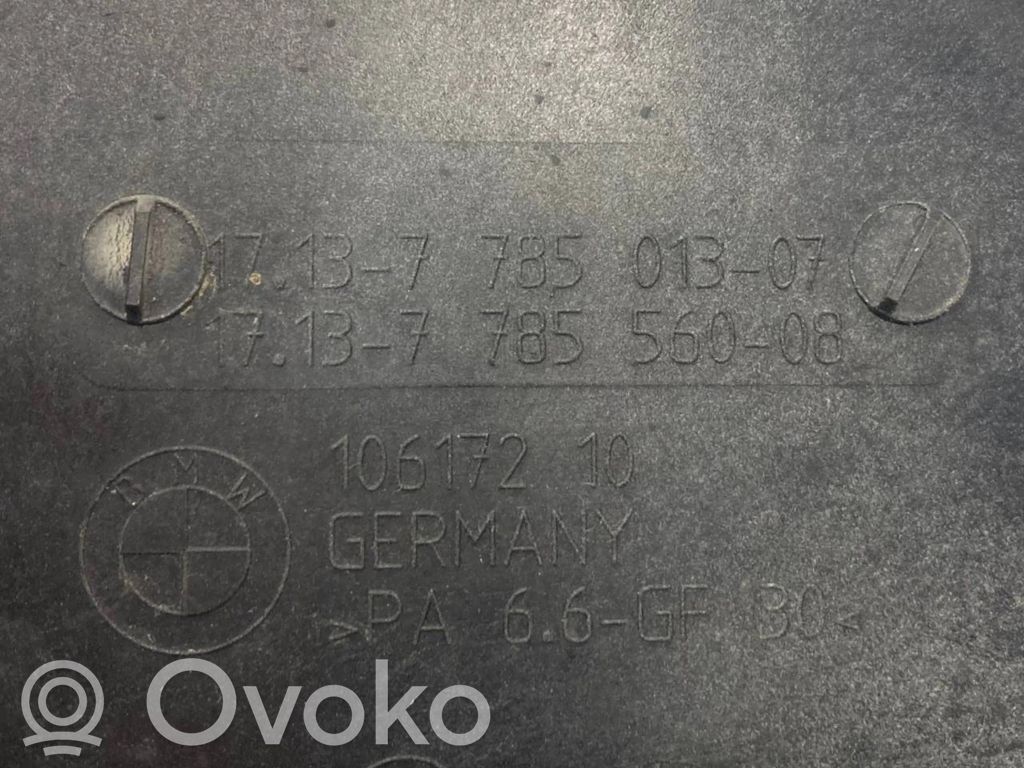 17.13-7 785 013-07
17.13-7 785 560-08
106172 10
BMW
GERMANY
>PA 6.6-GF 30<
Ovoko